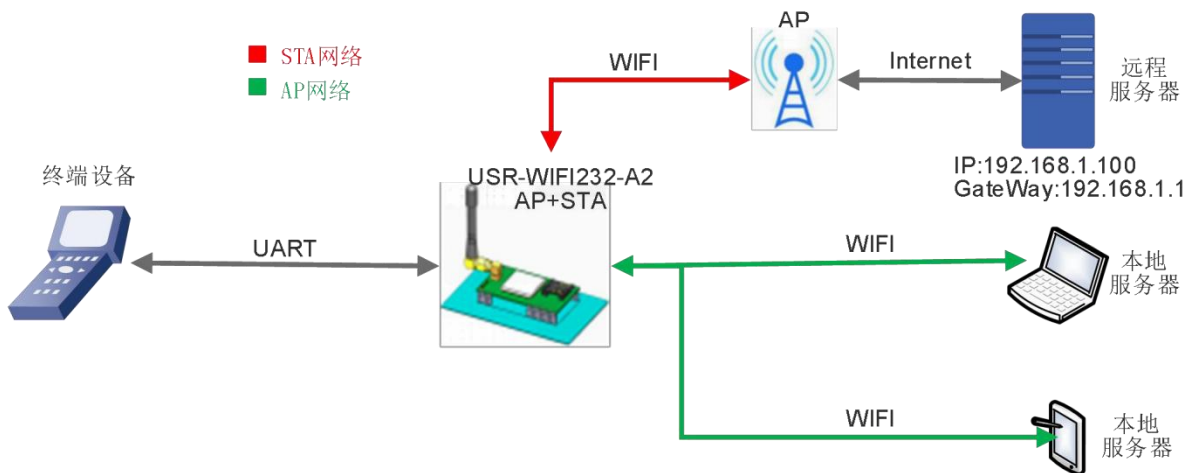 AP
STA网络
AP网络
WIFI
Internet
远程
服务器
IP:192.168.1.100
GateWay:192.168.1.1
终端设备
USR-WIFI232-A2
AP+STA
UART
WIFI
本地
服务器
WIFI
本地
服务器